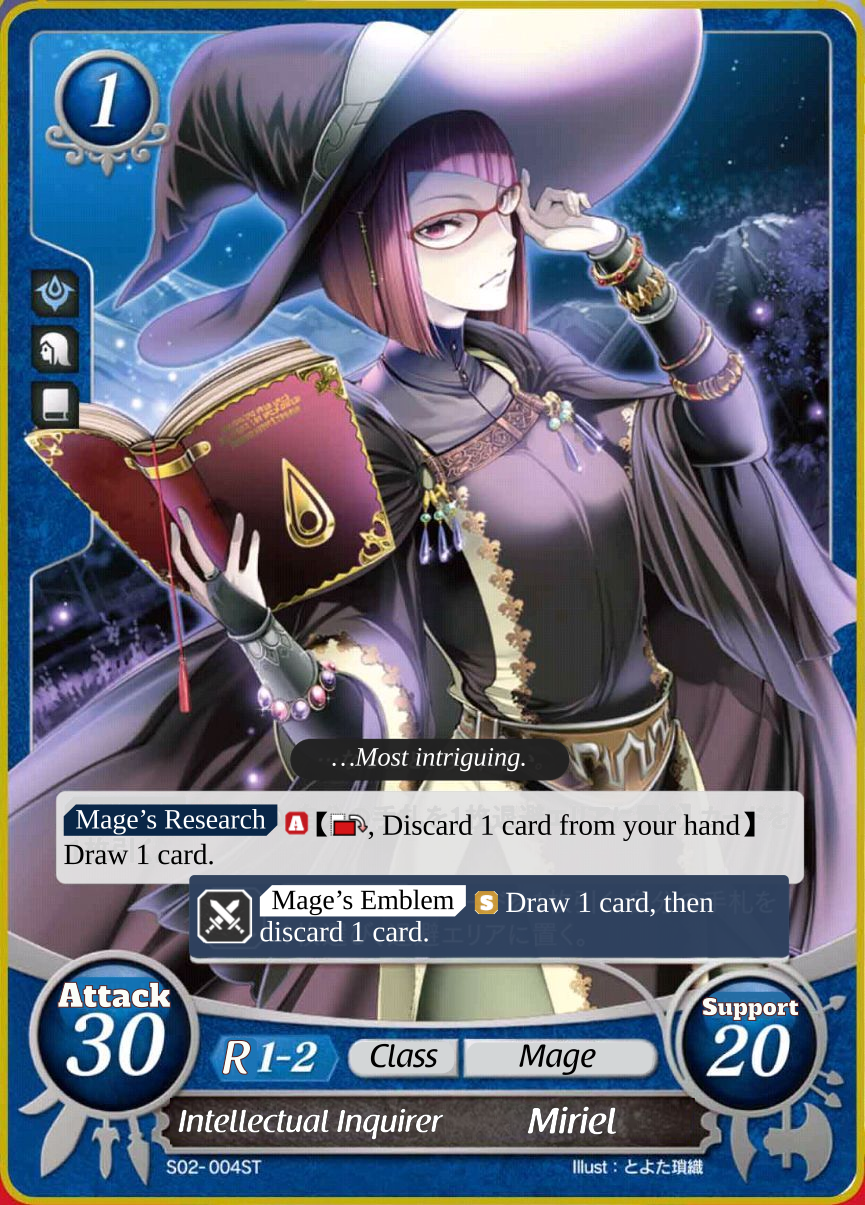 1
…Most intriguing.
Mage's Research A 【, Discard 1 card from your hand】
Draw 1 card.
Mage's Emblem S Draw 1 card, then
discard 1 card.
Attack
30
R 1-2
Class Mage
Support
20
Intellectual Inquirer Miriel
S02-004ST Illust：とよた瑣織